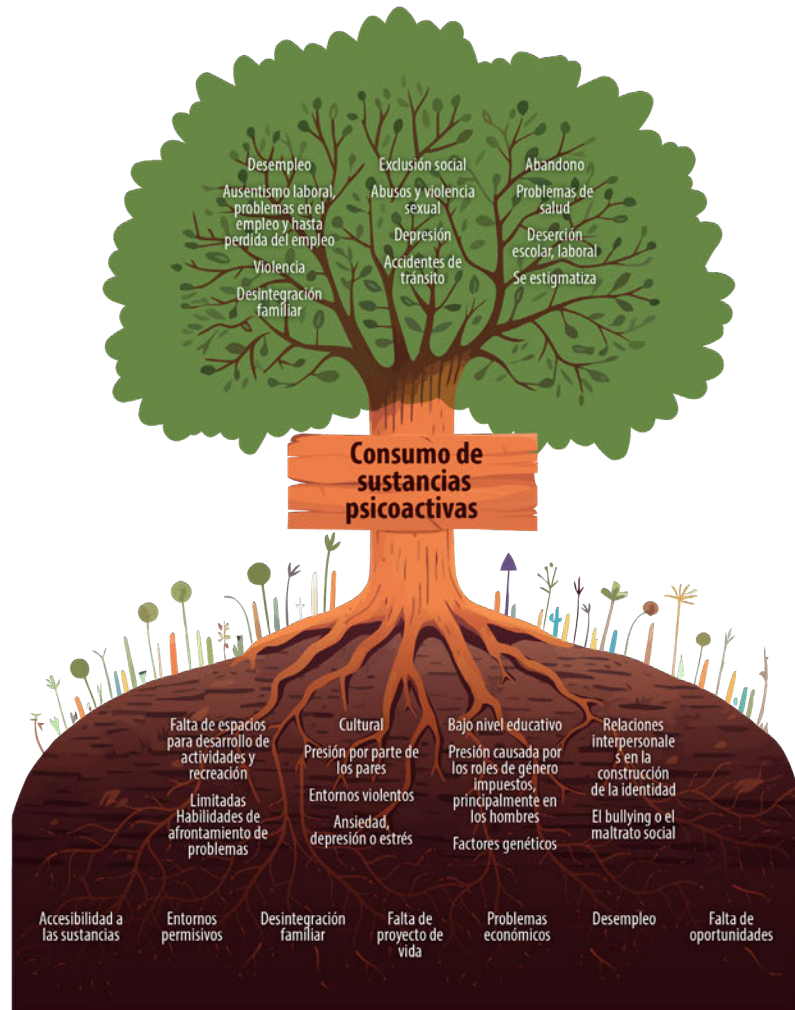 Desempleo
Ausentismo laboral,
problemas en el
empleo y hasta
perdida del empleo
Violencia
Desintegración
familiar
Exclusión social
Abusos y violencia
sexual
Depresión
Accidentes de
tránsito
Abandono
Problemas de
salud
Deserción
escolar, laboral
Se estigmatiza
Consumo de
sustancias
psicoactivas
Falta de espacios
para desarrollo de
actividades y
recreación
Limitadas
Habilidades de
afrontamiento de
problemas
Cultural
Presión por parte de
los pares
Entornos violentos
Ansiedad,
depresión o estrés
Bajo nivel educativo
Presión causada por
los roles de género
impuestos,
principalmente en
los hombres
Factores genéticos
Relaciones
interpersonale
s en la
construcción
de la identidad
El bullying o el
maltrato social
Accesibilidad a
las sustancias
Entornos
permisivos
Desintegración
familiar
Falta de
proyecto de
vida
Problemas
económicos
Desempleo
Falta de
oportunidades